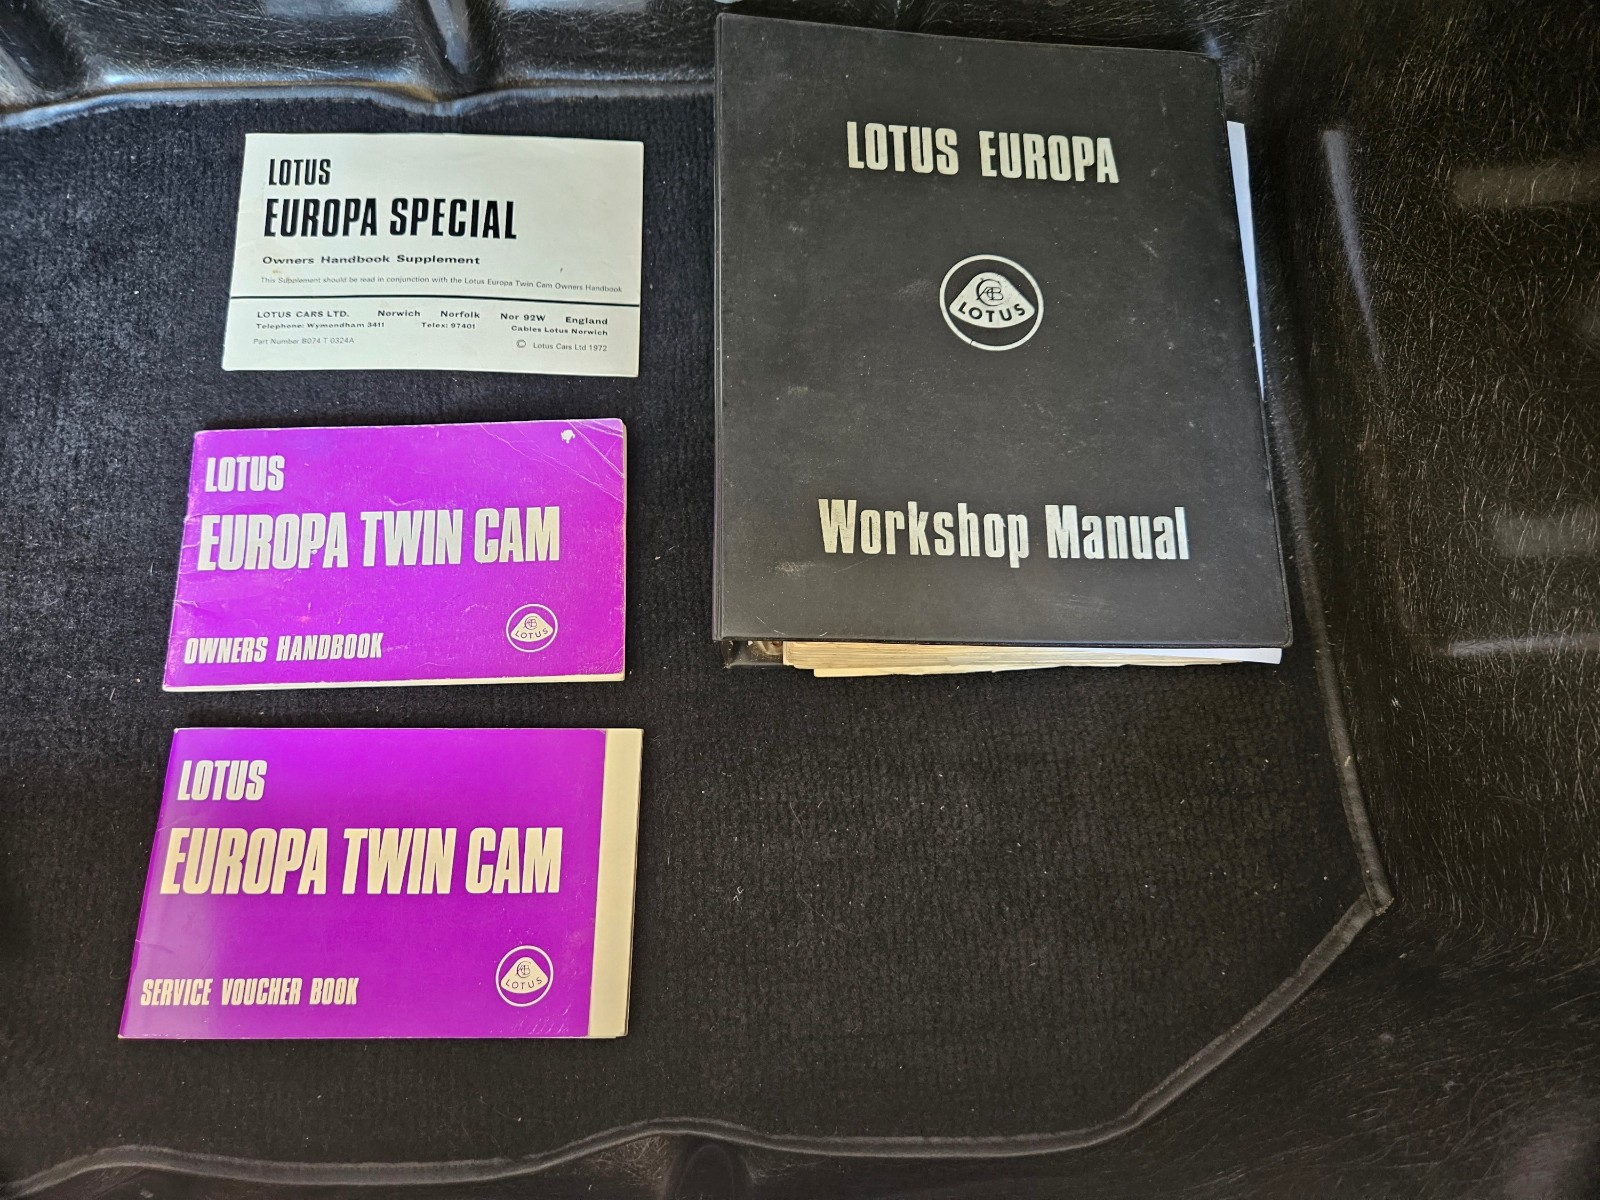 LOTUS
EUROPA SPECIAL
Owners Handbook Supplement
This Supplement should be read in conjunction with the Lotus Europa Twin Cam Owners Handbook
LOTUS CARS LTD. Norwich Norfolk Nor 92W England
Telephone: Wymondham 3411 Telex: 97401 Cables Lotus Norwich
Part Number B074 T 0324A © Lotus Cars Ltd 1972
LOTUS
EUROPA TWIN CAM
OWNERS HANDBOOK
LOTUS
LOTUS
EUROPA TWIN CAM
SERVICE VOUCHER BOOK
LOTUS
LOTUS EUROPA
LOTUS
Workshop Manual